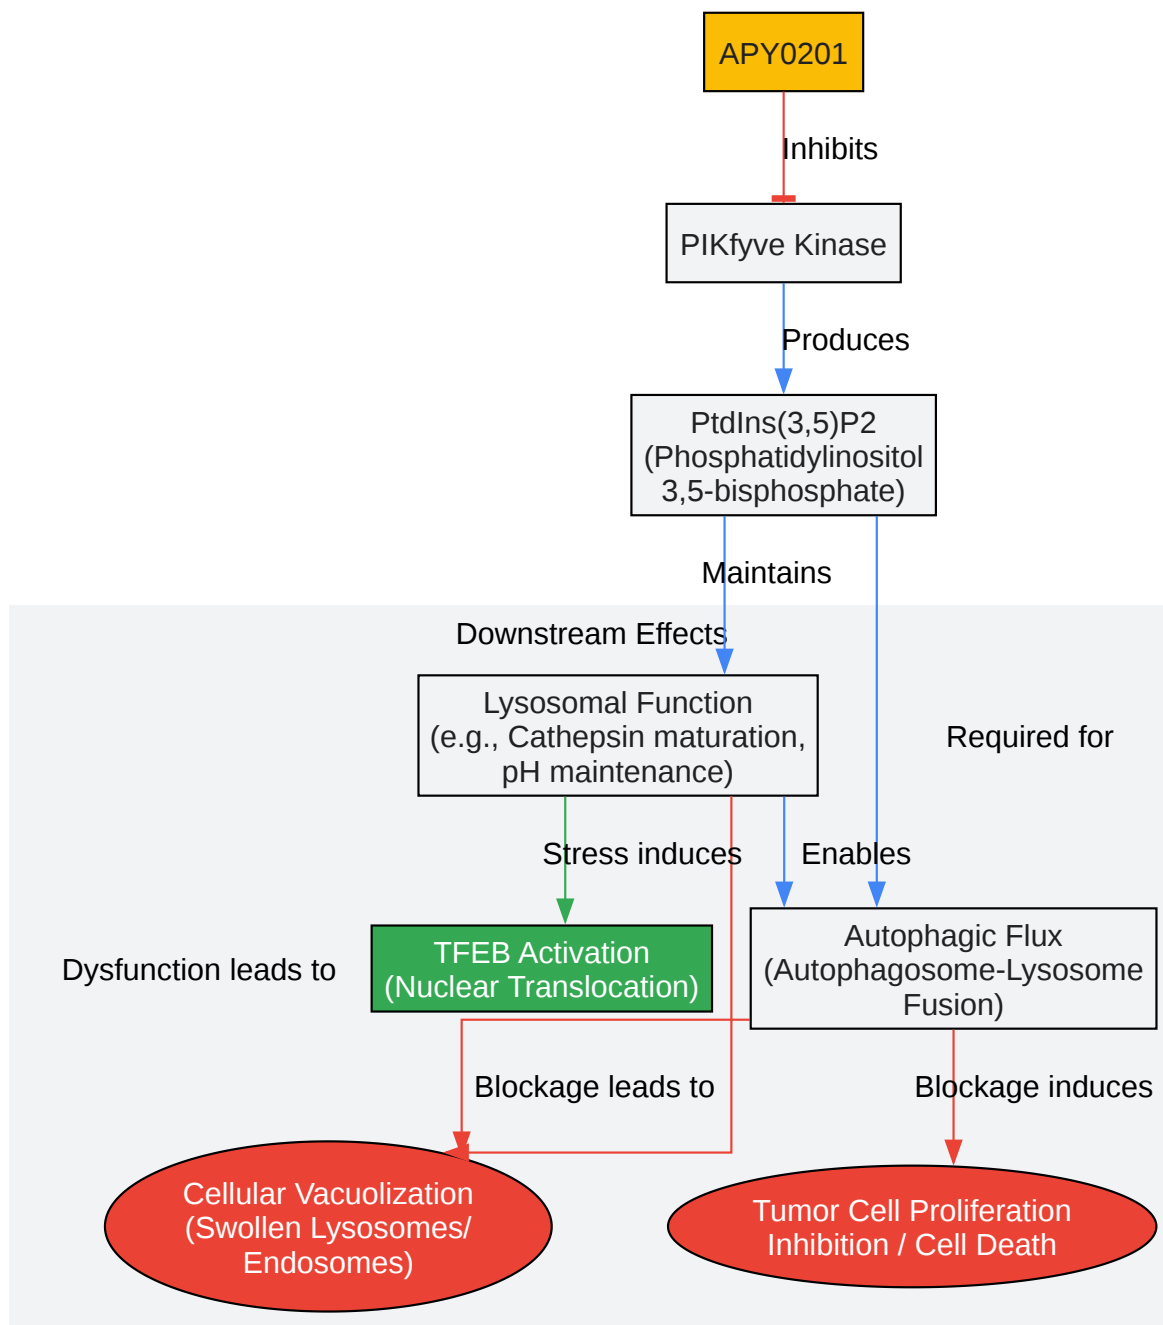 APY0201
Inhibits
PIKfyve Kinase
Produces
PtdIns(3,5)P2
(Phosphatidylinositol
3,5-bisphosphate)
Maintains
Downstream Effects
Lysosomal Function
(e.g., Cathepsin maturation,
pH maintenance)
Required for
Stress induces
Enables
TFEB Activation
(Nuclear Translocation)
Autophagic Flux
(Autophagosome-Lysosome
Fusion)
Dysfunction leads to
Blockage leads to
Blockage induces
Cellular Vacuolization
(Swollen Lysosomes/
Endosomes)
Tumor Cell Proliferation
Inhibition / Cell Death